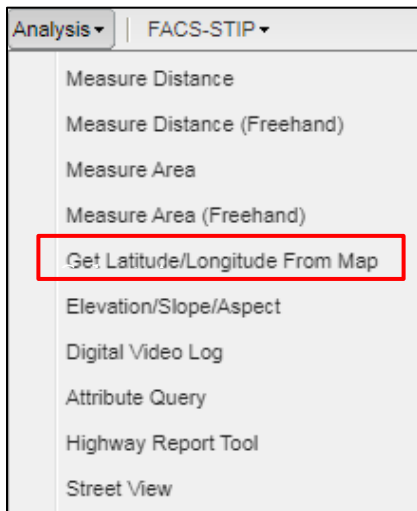 Analysis ▾ | FACS-STIP ▾
Measure Distance
Measure Distance (Freehand)
Measure Area
Measure Area (Freehand)
Get Latitude/Longitude From Map
Elevation/Slope/Aspect
Digital Video Log
Attribute Query
Highway Report Tool
Street View